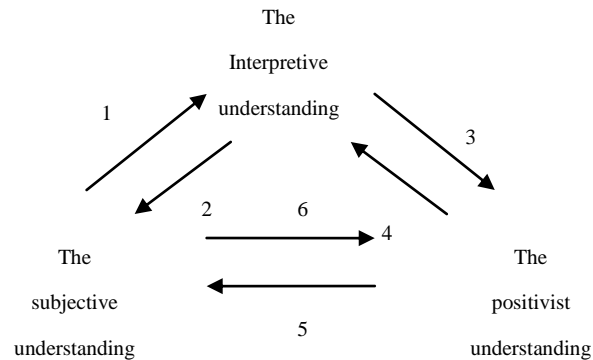 The
Interpretive
understanding
1
3
2
6
4
The
subjective
understanding
The
positivist
understanding
5